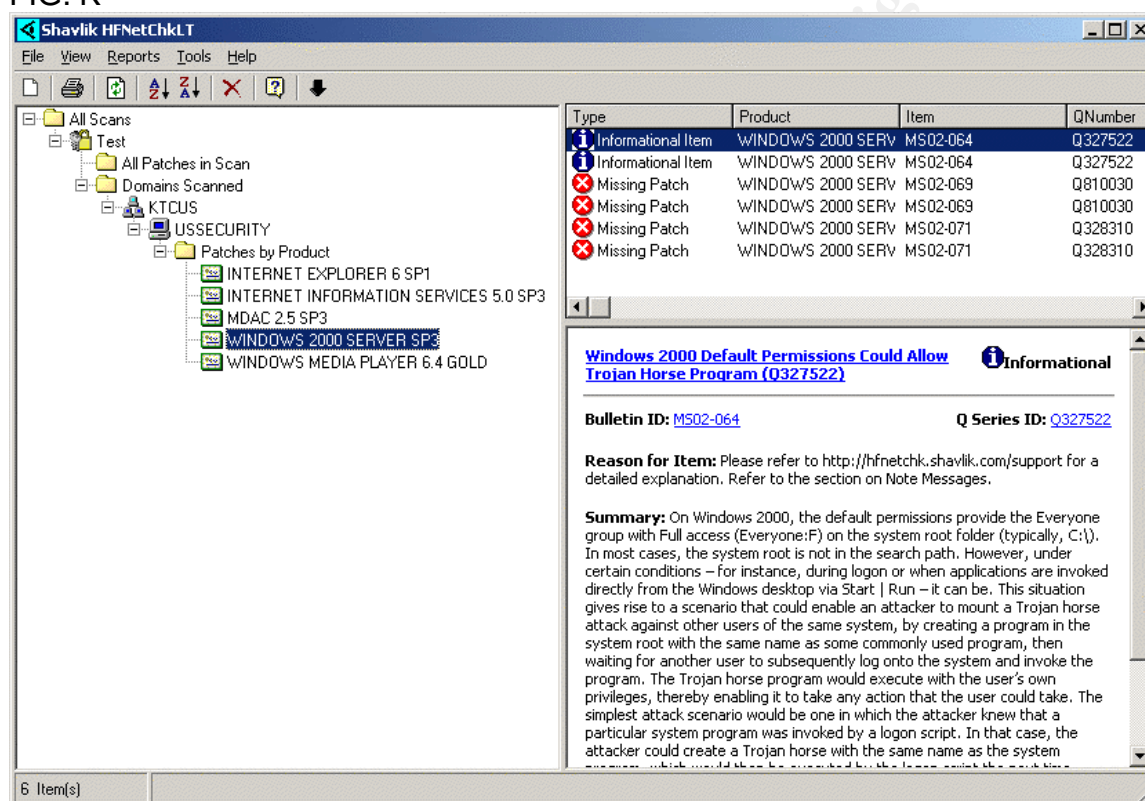 FIG. K
Shavlik HFNetChkLT
File View Reports Tools Help
All Scans
Test
All Patches in Scan
Domains Scanned
KTCUS
USSECURITY
Patches by Product
INTERNET EXPLORER 6 SP1
INTERNET INFORMATION SERVICES 5.0 SP3
MDAC 2.5 SP3
WINDOWS 2000 SERVER SP3
WINDOWS MEDIA PLAYER 6.4 GOLD
Type Product Item QNumber
Informational Item WINDOWS 2000 SERV MS02-064 Q327522
Informational Item WINDOWS 2000 SERV MS02-064 Q327522
Missing Patch WINDOWS 2000 SERV MS02-069 Q810030
Missing Patch WINDOWS 2000 SERV MS02-069 Q810030
Missing Patch WINDOWS 2000 SERV MS02-071 Q328310
Missing Patch WINDOWS 2000 SERV MS02-071 Q328310
Windows 2000 Default Permissions Could Allow
Trojan Horse Program (Q327522)
Informational
Bulletin ID: MS02-064 Q Series ID: Q327522
Reason for Item: Please refer to http://hfnetchk.shavlik.com/support for a
detailed explanation. Refer to the section on Note Messages.
Summary: On Windows 2000, the default permissions provide the Everyone
group with Full access (Everyone:F) on the system root folder (typically, C:\).
In most cases, the system root is not in the search path. However, under
certain conditions – for instance, during logon or when applications are invoked
directly from the Windows desktop via Start | Run – it can be. This situation
gives rise to a scenario that could enable an attacker to mount a Trojan horse
attack against other users of the same system, by creating a program in the
system root with the same name as some commonly used program, then
waiting for another user to subsequently log onto the system and invoke the
program. The Trojan horse program would execute with the user's own
privileges, thereby enabling it to take any action that the user could take. The
simplest attack scenario would be one in which the attacker knew that a
particular system program was invoked by a logon script. In that case, the
attacker could create a Trojan horse with the same name as the system
6 Item(s)